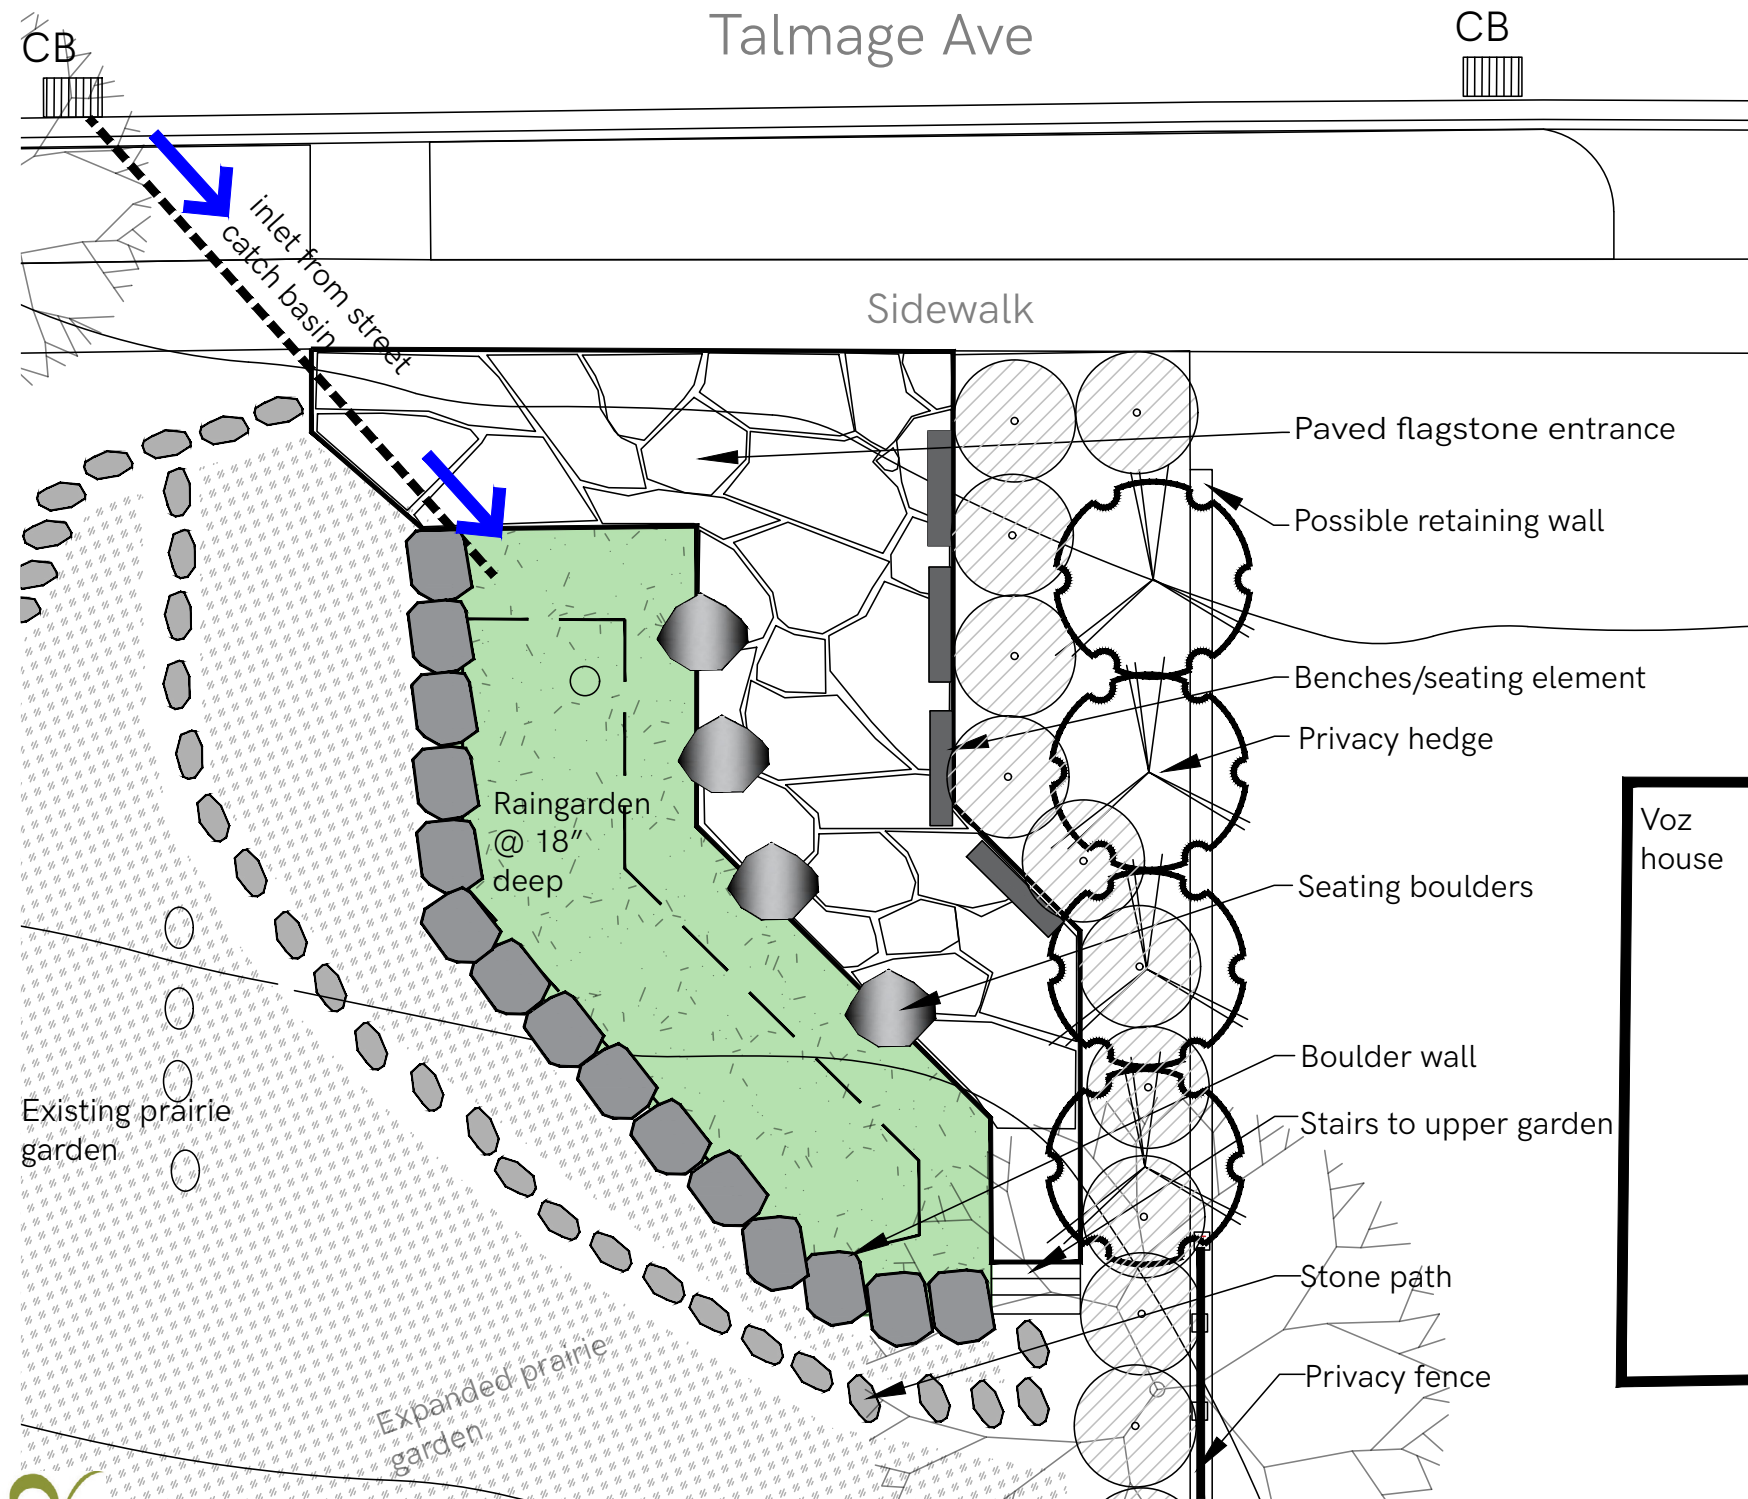 Talmage Ave
CB
CB
inlet from street
catch basin
Sidewalk
Paved flagstone entrance
Possible retaining wall
Benches/seating element
Privacy hedge
Voz
house
Raingarden
@ 18"
deep
Seating boulders
Boulder wall
Existing prairie
garden
Stairs to upper garden
Stone path
Expanded prairie
garden
Privacy fence